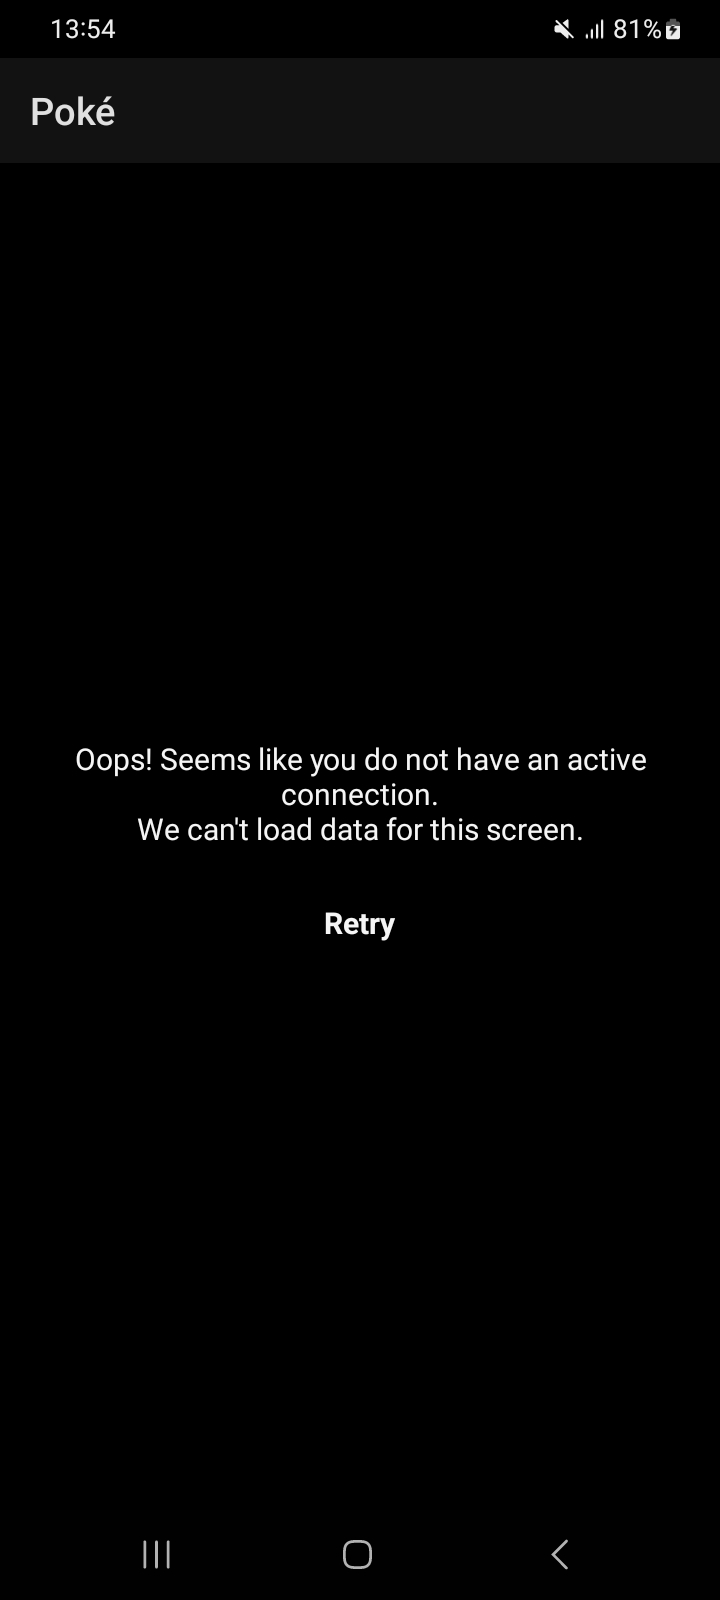 13:54
81%
Poké
Oops! Seems like you do not have an active
connection.
We can't load data for this screen.
Retry